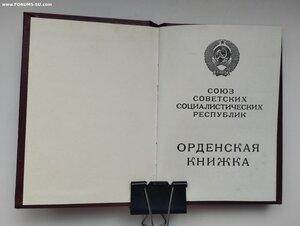 www.FORUMS-SU.com
СОЮЗ
СОВЕТСКИХ
СОЦИАЛИСТИЧЕСКИХ
РЕСПУБЛИК
ОРДЕНСКАЯ
КНИЖКА